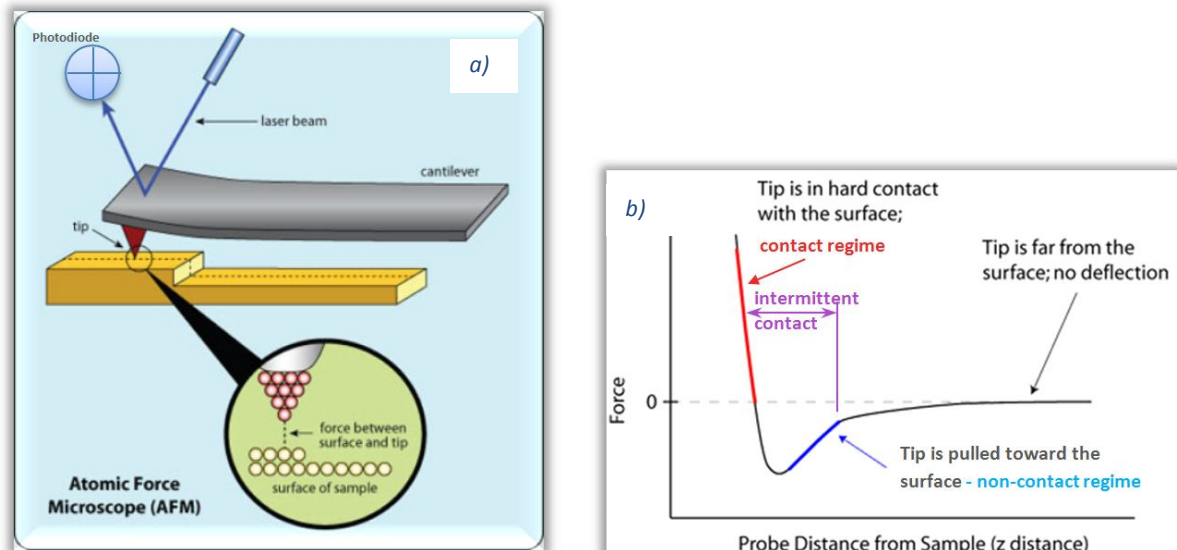 Photodiode
a)
laser beam
cantilever
tip
force between
surface and tip
surface of sample
Atomic Force
Microscope (AFM)
b)
Tip is in hard contact
with the surface;
contact regime
intermittent
contact
Tip is far from the
surface; no deflection
Force
0
Tip is pulled toward the
surface - non-contact regime
Probe Distance from Sample (z distance)